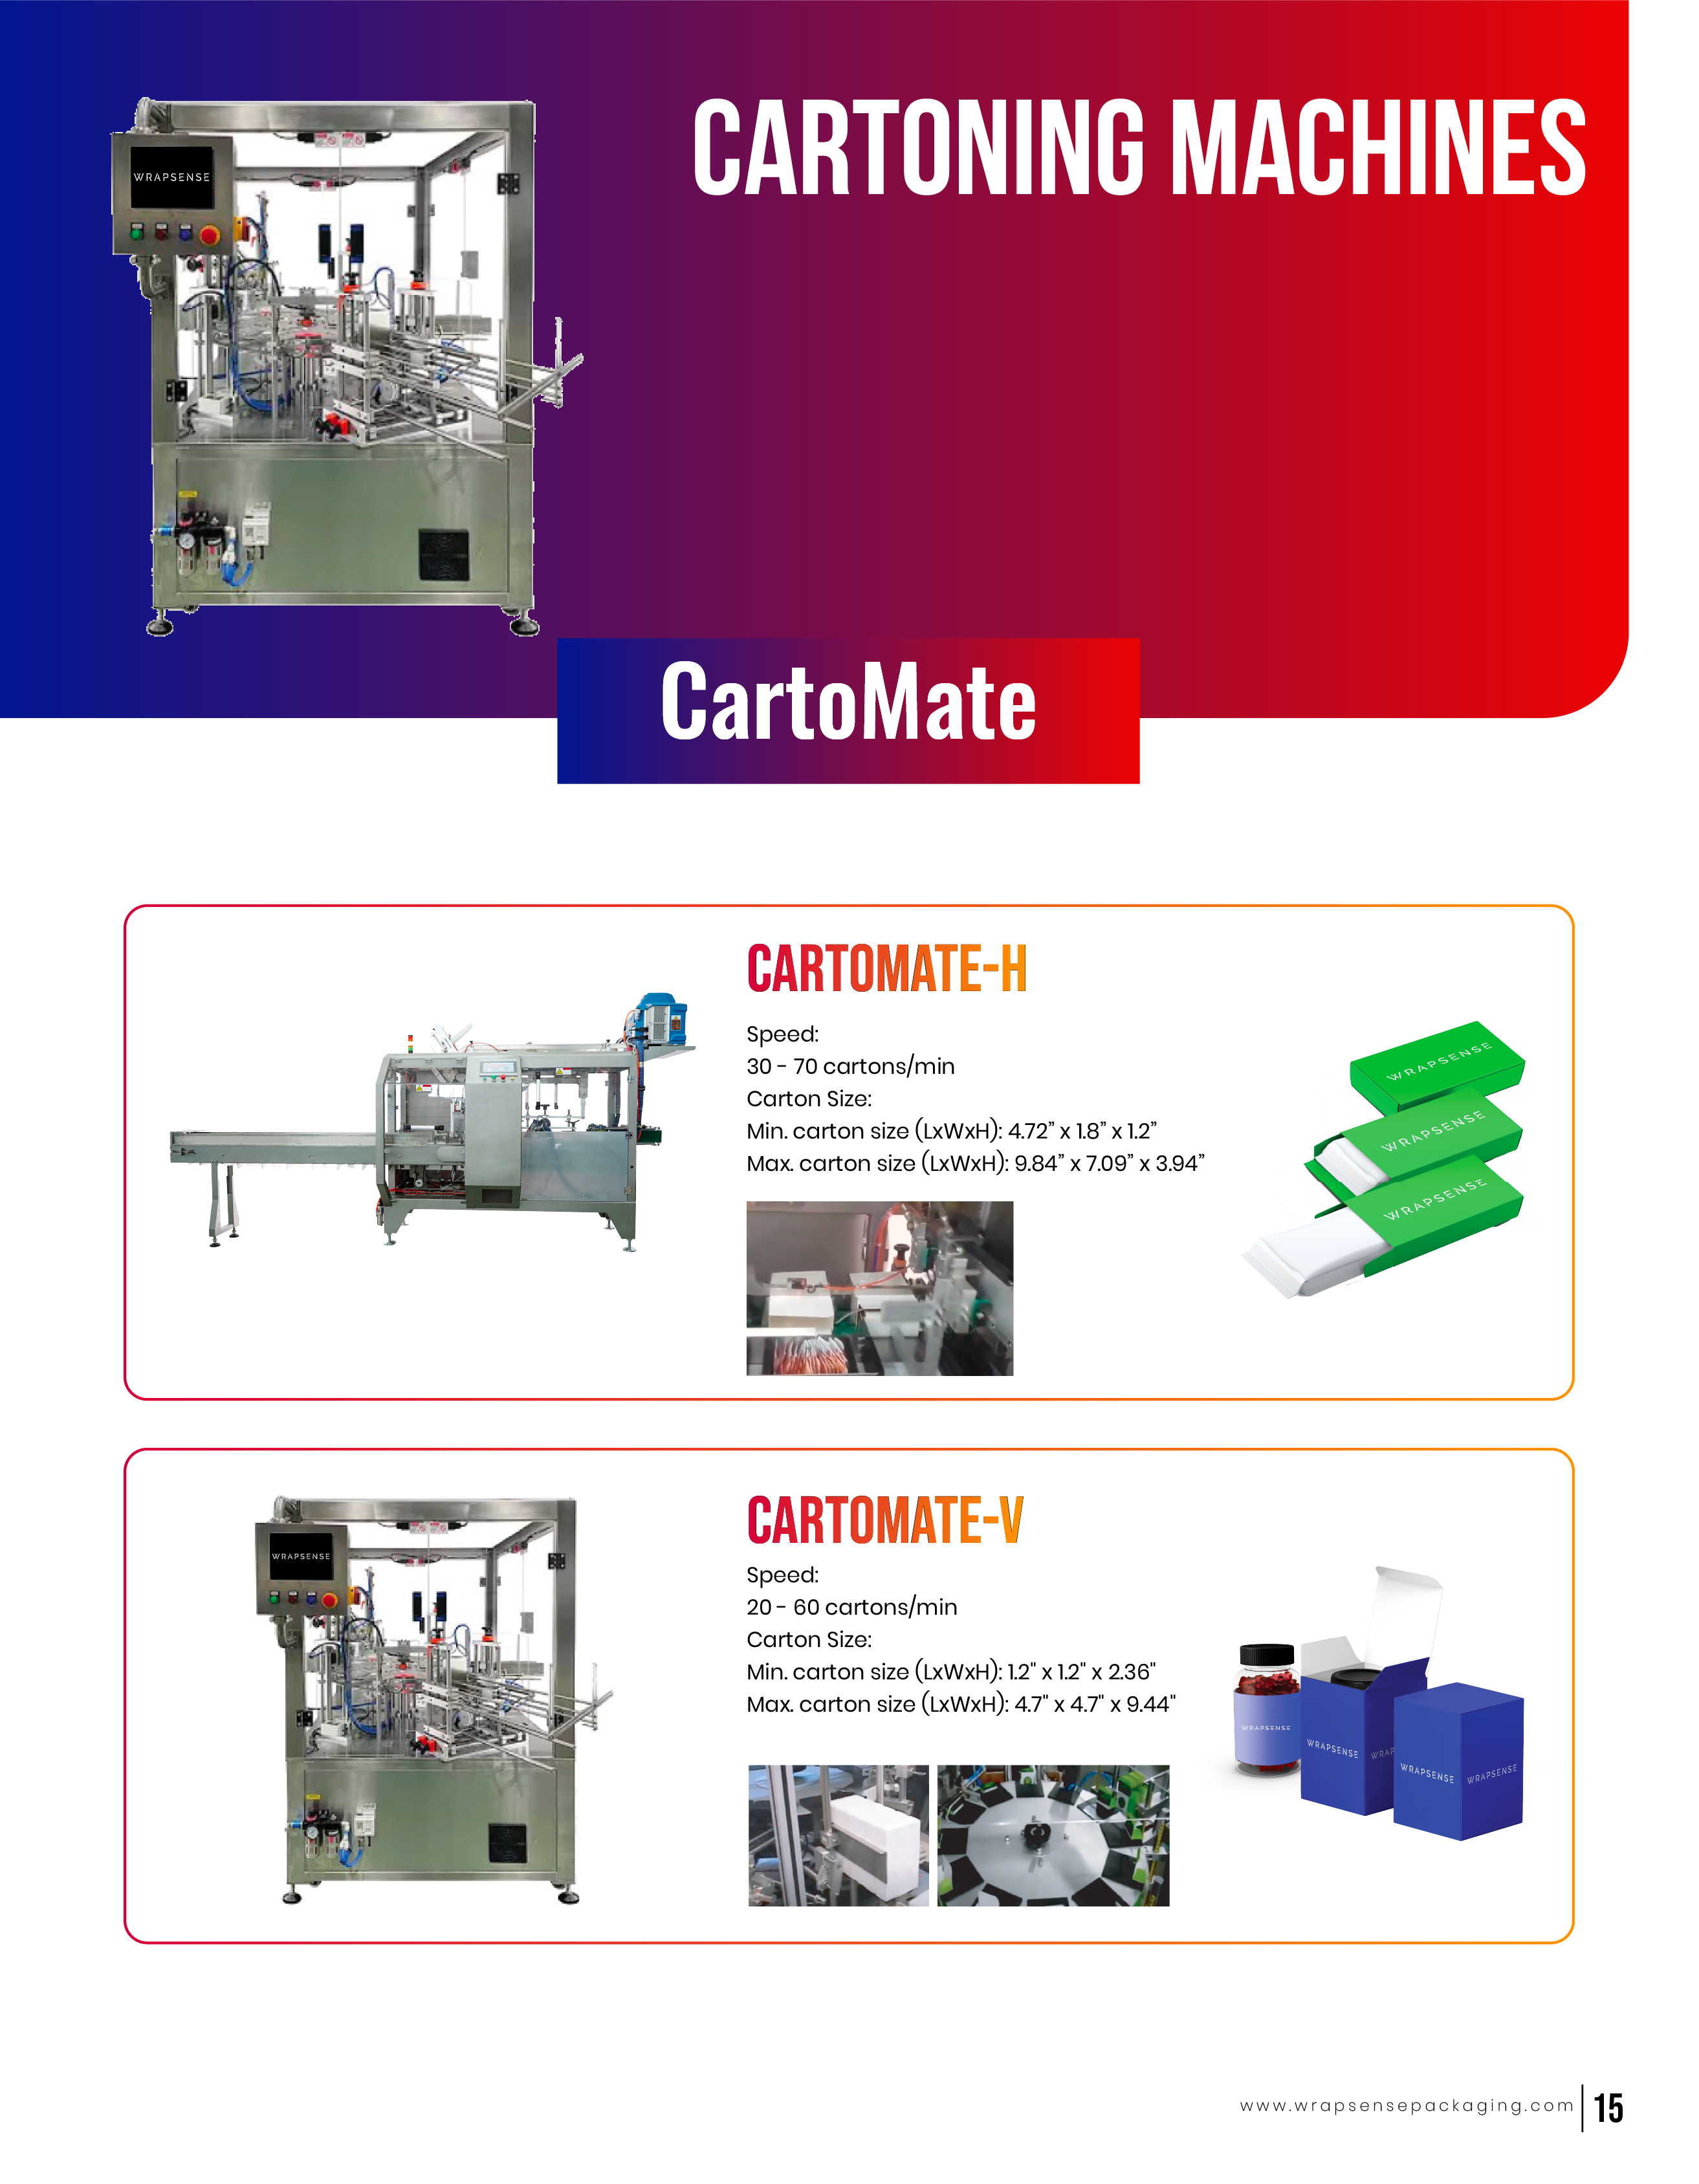 CARTONING MACHINES
WRAPSENSE
CartoMate
CARTOMATE-H
Speed:
30 - 70 cartons/min
Carton Size:
Min. carton size (LxWxH): 4.72” x 1.8” x 1.2”
Max. carton size (LxWxH): 9.84” x 7.09” x 3.94”
WRAPSENSE
WRAPSENSE
WRAPSENSE
CARTOMATE-V
WRAPSENSE
Speed:
20 - 60 cartons/min
Carton Size:
Min. carton size (LxWxH): 1.2" x 1.2" x 2.36"
Max. carton size (LxWxH): 4.7" x 4.7" x 9.44"
WRAPSENSE
WRAPSENSE
WRAP
WRAPSENSE
WRAPSENSE
www.wrapsensepackaging.com
15